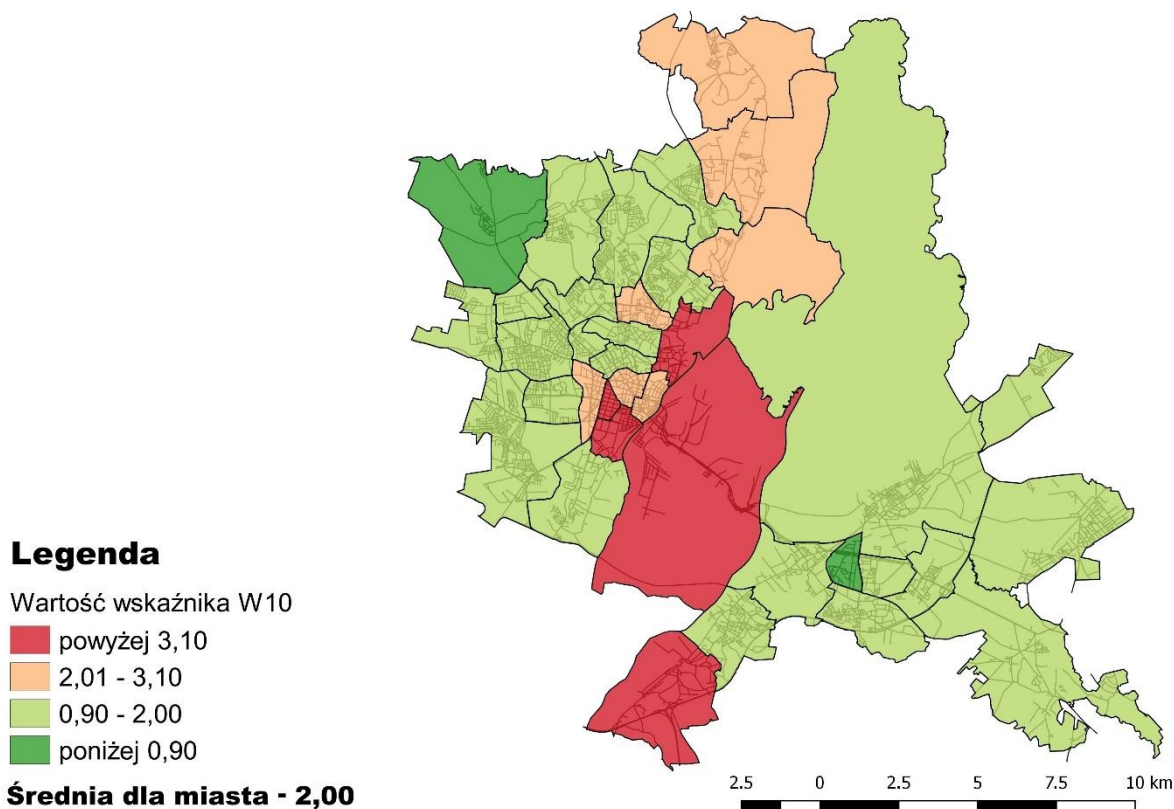 Legenda
Wartość wskaźnika W10
powyżej 3,10
2,01 - 3,10
0,90 - 2,00
poniżej 0,90
Średnia dla miasta - 2,00
2.5 0 2.5 5 7.5 10 km